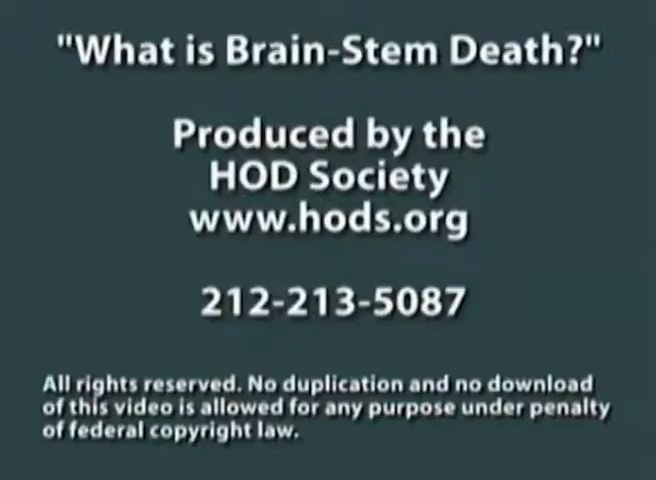 "What is Brain-Stem Death?"
Produced by the
HOD Society
www.hods.org
212-213-5087
All rights reserved. No duplication and no download
of this video is allowed for any purpose under penalty
of federal copyright law.